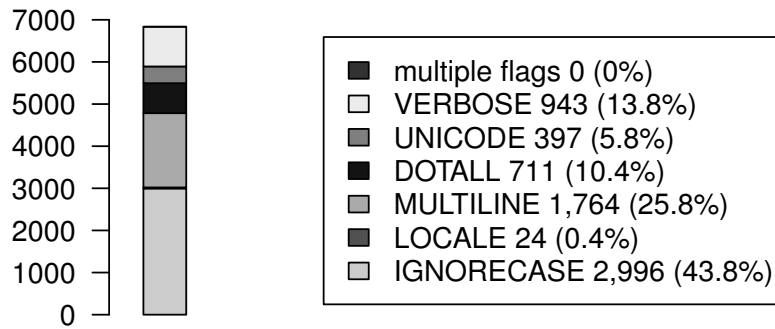 7000
6000
5000
4000
3000
2000
1000
0
multiple flags 0 (0%)
VERBOSE 943 (13.8%)
UNICODE 397 (5.8%)
DOTALL 711 (10.4%)
MULTILINE 1,764 (25.8%)
LOCALE 24 (0.4%)
IGNORECASE 2,996 (43.8%)